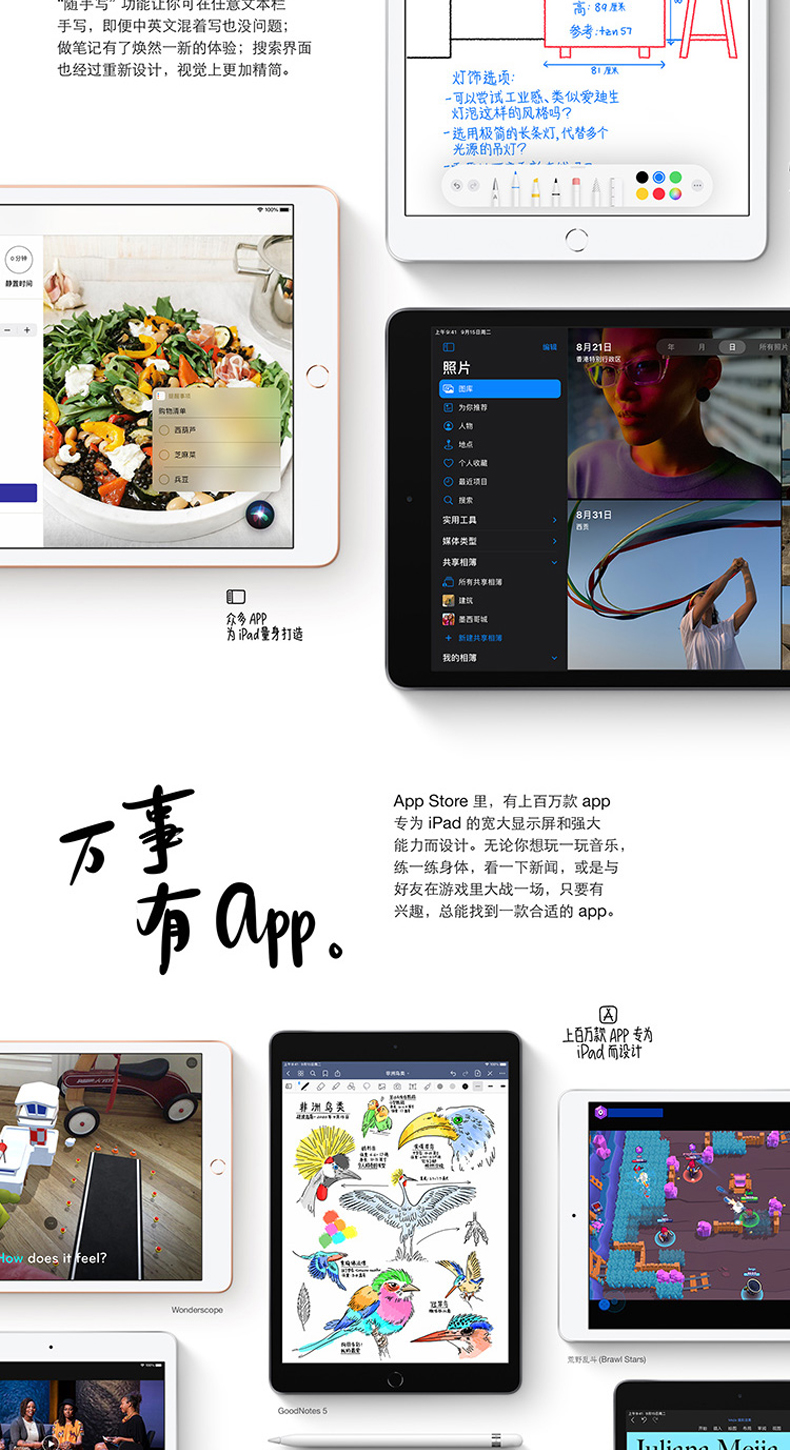 “随手写”功能让你可在任意文本栏
手写，即便中英文混着写也没问题；
做笔记有了焕然一新的体验；搜索界面
也经过重新设计，视觉上更加精简。
高：89厘米
参考：tzn57
81厘米
灯饰选项：
-可以尝试工业感、类似爱迪生
灯泡这样的风格吗？
-选用极简的长条灯，代替多个
光源的吊灯？
100%
0分钟
静置时间
提醒事项
购物清单
西葫芦
芝麻菜
兵豆
众多 APP
为 iPad 量身打造
上午9:41 9月15日周二
编辑
照片
图库
为你推荐
人物
地点
个人收藏
最近项目
搜索
实用工具
媒体类型
共享相簿
所有共享相簿
建筑
墨西哥城
新建共享相簿
我的相簿
8月21日
香港特别行政区
年 月 日 所有照片
8月31日
西贡
万事
有 App。
App Store 里，有上百万款 app
专为 iPad 的宽大显示屏和强大
能力而设计。无论你想玩一玩音乐，
练一练身体，看一下新闻，或是与
好友在游戏里大战一场，只要有
兴趣，总能找到一款合适的 app。
上百万款 APP 专为
iPad 而设计
How does it feel?
Wonderscope
非洲鸟类
非洲鸟类
GoodNotes 5
荒野乱斗 (Brawl Stars)
Juliana Mejia